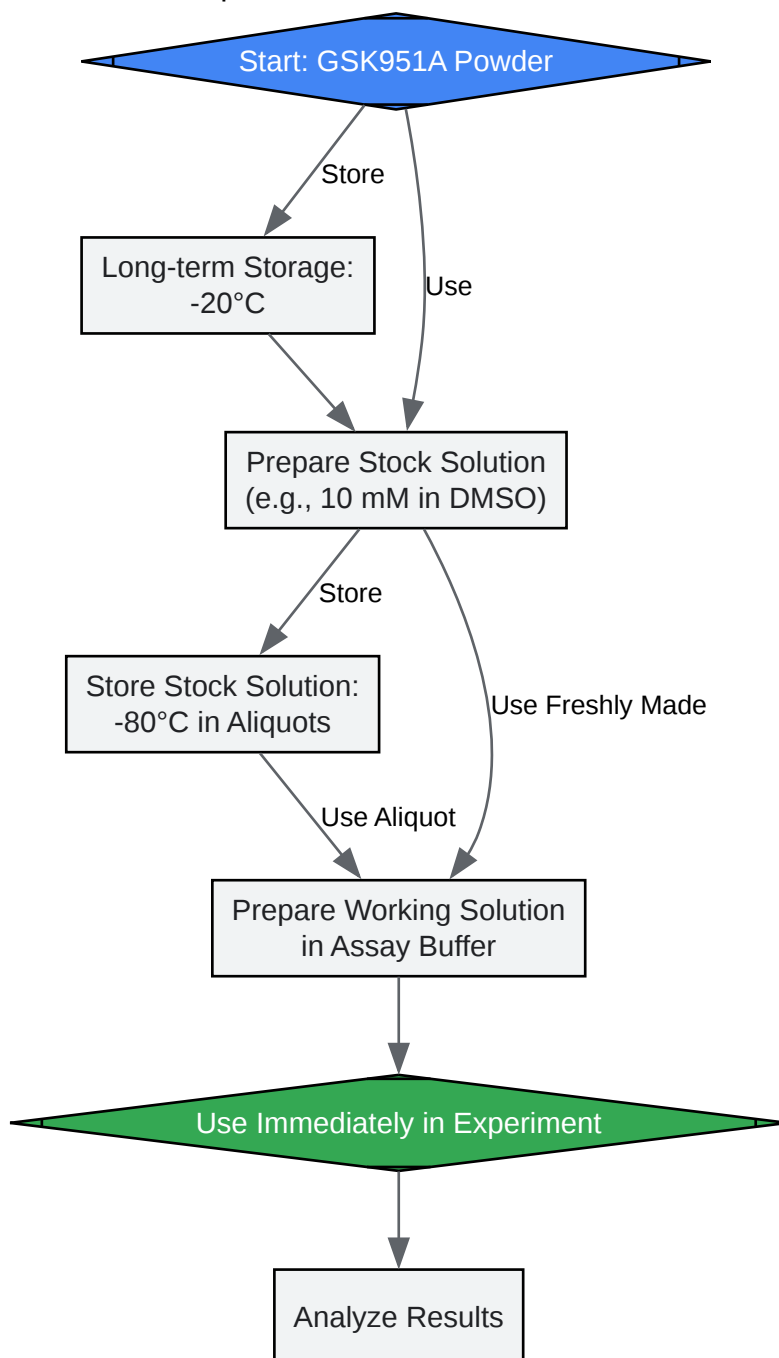 Start: GSK951A Powder
Store
Long-term Storage:
-20°C
Use
Prepare Stock Solution
(e.g., 10 mM in DMSO)
Store
Store Stock Solution:
-80°C in Aliquots
Use Freshly Made
Use Aliquot
Prepare Working Solution
in Assay Buffer
Use Immediately in Experiment
Analyze Results